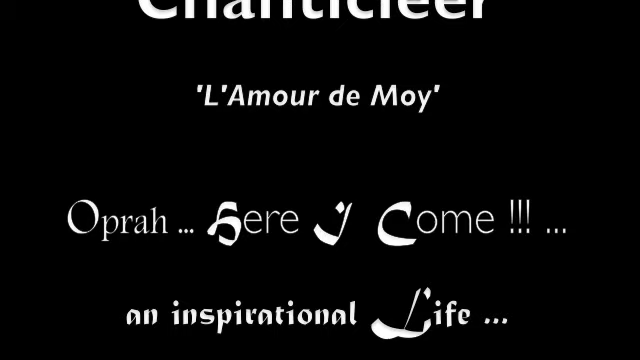 Chanticleer
'L'Amour de Moy'
Oprah ... Here I Come !!! ...
an inspirational Life ...